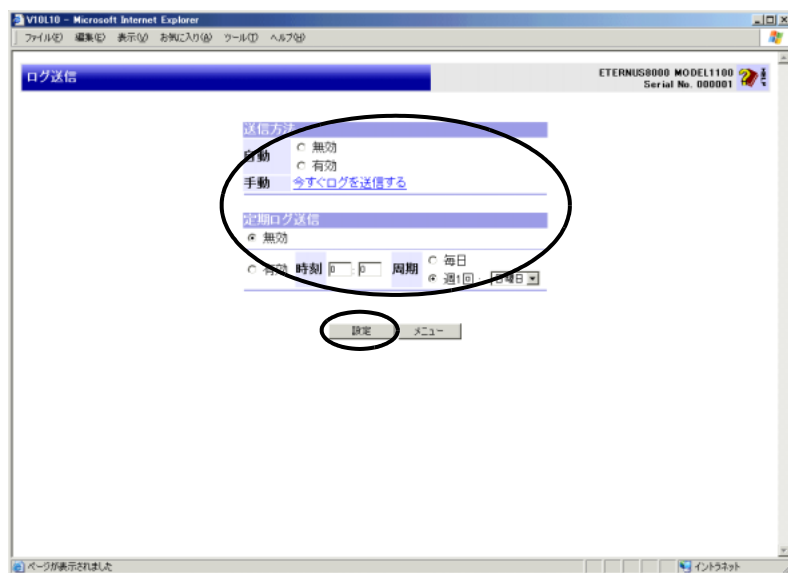 V10L10 - Microsoft Internet Explorer
ファイル(F) 編集(E) 表示(V) お気に入り(A) ツール(T) ヘルプ(H)
ログ送信
ETERNUS8000 MODEL1100
Serial No. 000001
送信方法
自動
無効
有効
手動 今すぐログを送信する
定期ログ送信
無効
有効 時刻 0 : 0 周期
毎日
週1回 : 日曜日
設定 メニュー
ページが表示されました
イントラネット